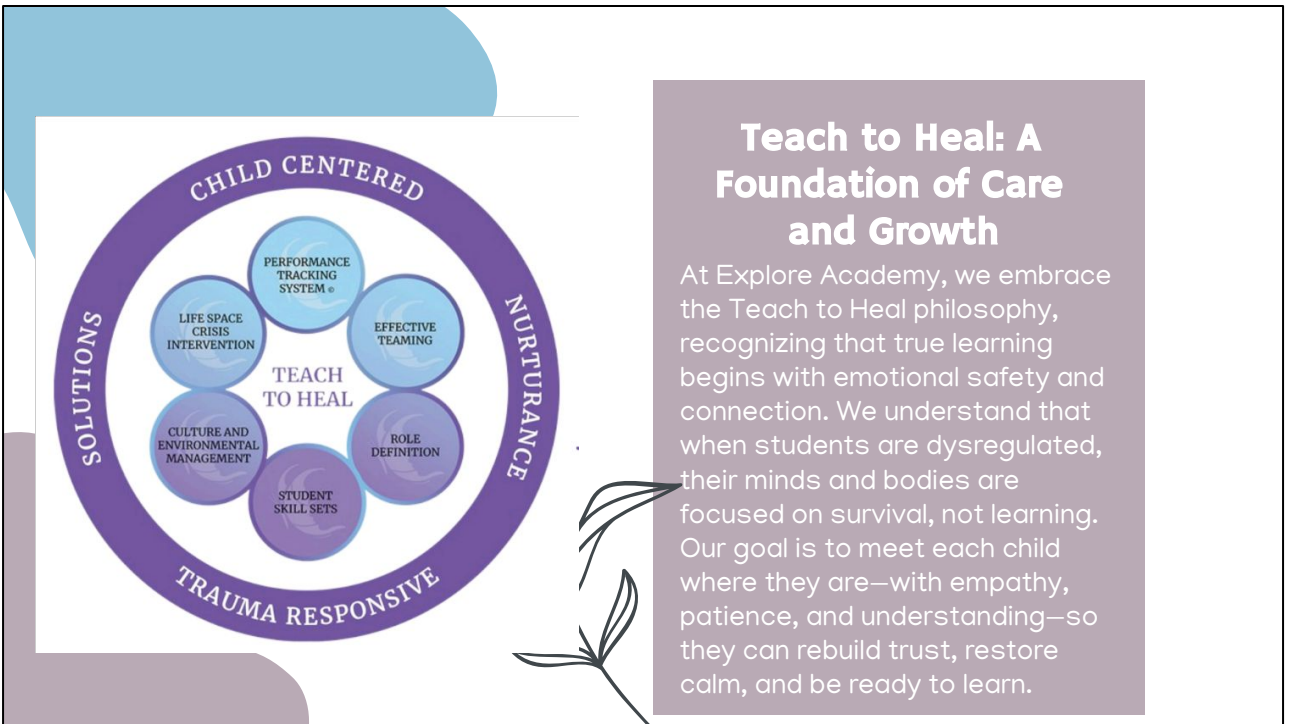 CHILD CENTERED
NURTURANCE
TRAUMA RESPONSIVE
SOLUTIONS
PERFORMANCE
TRACKING
SYSTEM ©
EFFECTIVE
TEAMING
ROLE
DEFINITION
STUDENT
SKILL SETS
CULTURE AND
ENVIRONMENTAL
MANAGEMENT
LIFE SPACE
CRISIS
INTERVENTION
TEACH
TO HEAL
Teach to Heal: A
Foundation of Care
and Growth
At Explore Academy, we embrace
the Teach to Heal philosophy,
recognizing that true learning
begins with emotional safety and
connection. We understand that
when students are dysregulated,
their minds and bodies are
focused on survival, not learning.
Our goal is to meet each child
where they are—with empathy,
patience, and understanding—so
they can rebuild trust, restore
calm, and be ready to learn.